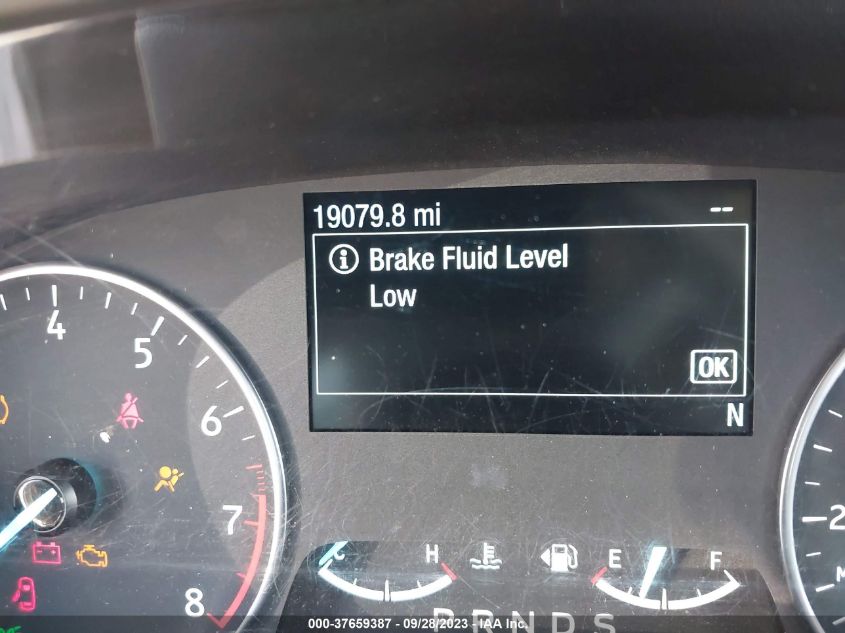 19079.8 mi --
Brake Fluid Level
Low
OK
N
4
5
6
7
8
C H
E F
2
P R N D S
000-37659387 - 09/28/2023 - IAA Inc.